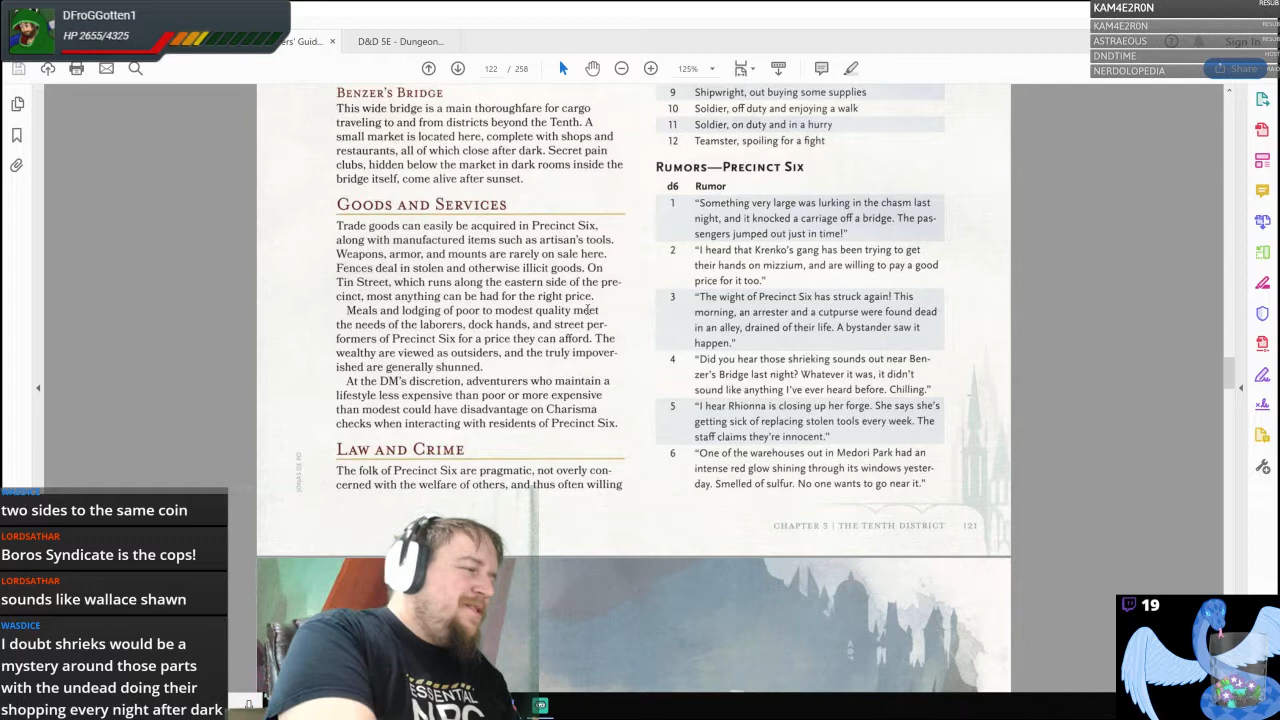 DFroGGotten1
HP 2655/4325
ers' Guid...
D&D 5E - Dungeon...
Sign In
Share
122 / 258
125%
KAM4E2R0N
KAM4E2R0N
ASTRAEOUS
DNDTIME
NERDOLOPEDIA
RESUB
RESUB
RESUB
BENZER'S BRIDGE
This wide bridge is a main thoroughfare for cargo
traveling to and from districts beyond the Tenth. A
small market is located here, complete with shops and
restaurants, all of which close after dark. Secret pain
clubs, hidden below the market in dark rooms inside the
bridge itself, come alive after sunset.
GOODS AND SERVICES
Trade goods can easily be acquired in Precinct Six,
along with manufactured items such as artisan's tools.
Weapons, armor, and mounts are rarely on sale here.
Fences deal in stolen and otherwise illicit goods. On
Tin Street, which runs along the eastern side of the pre-
cinct, most anything can be had for the right price.
Meals and lodging of poor to modest quality meet
the needs of the laborers, dock hands, and street per-
formers of Precinct Six for a price they can afford. The
wealthy are viewed as outsiders, and the truly impover-
ished are generally shunned.
At the DM's discretion, adventurers who maintain a
lifestyle less expensive than poor or more expensive
than modest could have disadvantage on Charisma
checks when interacting with residents of Precinct Six.
LAW AND CRIME
The folk of Precinct Six are pragmatic, not overly con-
cerned with the welfare of others, and thus often willing
JONAS DE RO
9 Shipwright, out buying some supplies
10 Soldier, off duty and enjoying a walk
11 Soldier, on duty and in a hurry
12 Teamster, spoiling for a fight
RUMORS—PRECINCT SIX
d6 Rumor
1 "Something very large was lurking in the chasm last
night, and it knocked a carriage off a bridge. The pas-
sengers jumped out just in time!"
2 "I heard that Krenko's gang has been trying to get
their hands on mizzium, and are willing to pay a good
price for it too."
3 "The wight of Precinct Six has struck again! This
morning, an arrester and a cutpurse were found dead
in an alley, drained of their life. A bystander saw it
happen."
4 "Did you hear those shrieking sounds out near Ben-
zer's Bridge last night? Whatever it was, it didn't
sound like anything I've ever heard before. Chilling."
5 "I hear Rhionna is closing up her forge. She says she's
getting sick of replacing stolen tools every week. The
staff claims they're innocent."
6 "One of the warehouses out in Medori Park had an
intense red glow shining through its windows yester-
day. Smelled of sulfur. No one wants to go near it."
CHAPTER 3 | THE TENTH DISTRICT 121
two sides to the same coin
LORDSATHAR
Boros Syndicate is the cops!
LORDSATHAR
sounds like wallace shawn
WASDICE
I doubt shrieks would be a
mystery around those parts
with the undead doing their
shopping every night after dark
ESSENTIAL
NPC
19